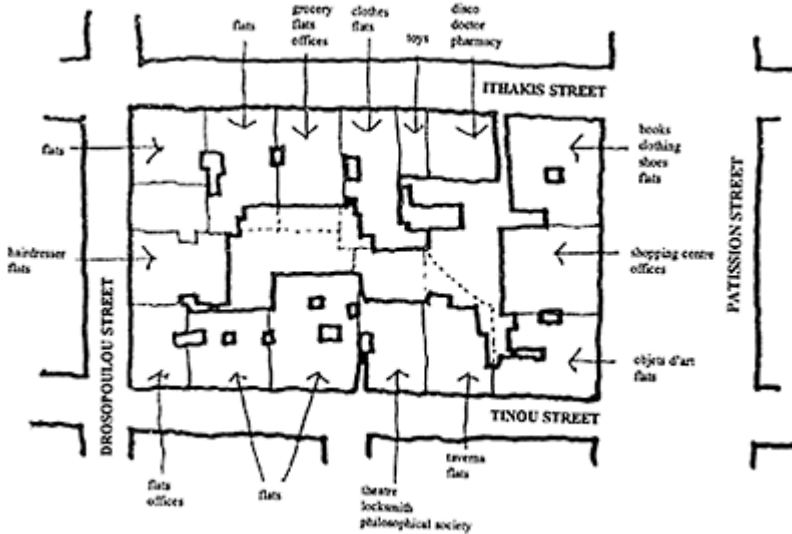 flats
grocery
flats
offices
clothes
flats
toys
disco
doctor
pharmacy
ITHAKIS STREET
flats
books
clothing
shoes
flats
hairdresser
flats
shopping centre
offices
PATISSION STREET
DROSOPOULOU STREET
objets d'art
flats
TINOU STREET
flats
offices
flats
theatre
locksmith
philosophical society
taverna
flats